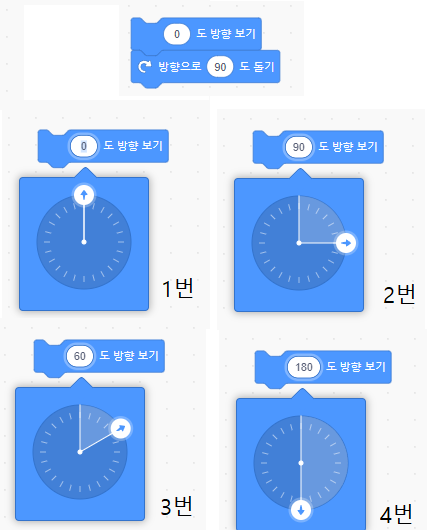 0 도 방향 보기
방향으로 90 도 돌기
0 도 방향 보기
1번
90 도 방향 보기
2번
60 도 방향 보기
3번
180 도 방향 보기
4번